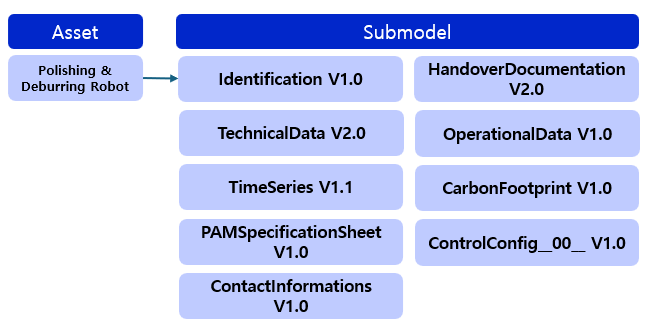 Asset
Submodel
Polishing &
Deburring Robot
Identification V1.0
HandoverDocumentation
V2.0
TechnicalData V2.0
OperationalData V1.0
TimeSeries V1.1
CarbonFootprint V1.0
PAMSpecificationSheet
V1.0
ControlConfig__00__ V1.0
ContactInformations
V1.0